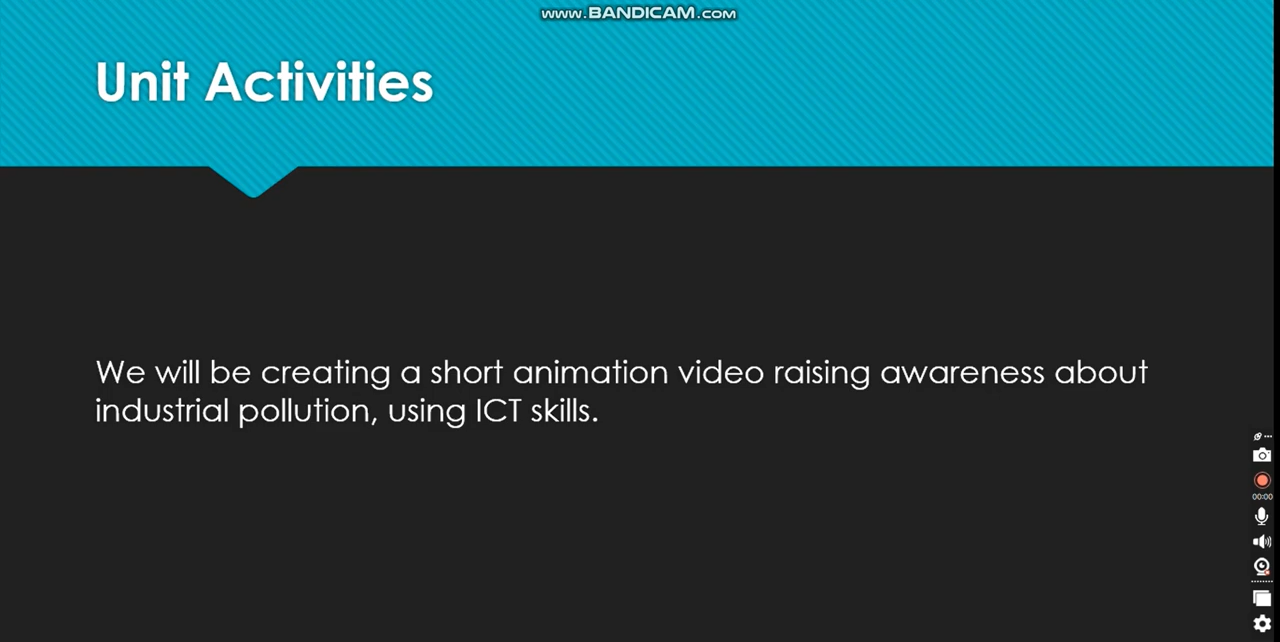 www.BANDICAM.com
Unit Activities
We will be creating a short animation video raising awareness about
industrial pollution, using ICT skills.
00:00